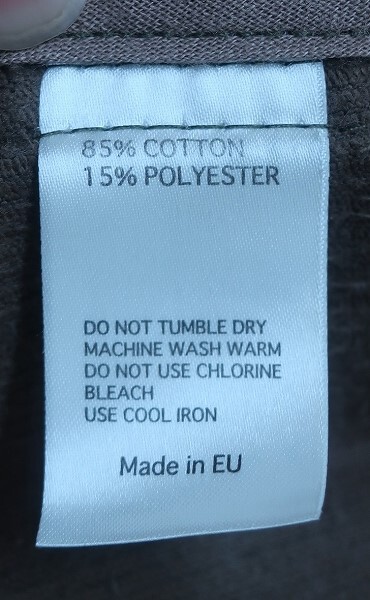 85% COTTON
15% POLYESTER
DO NOT TUMBLE DRY
MACHINE WASH WARM
DO NOT USE CHLORINE
BLEACH
USE COOL IRON
Made in EU